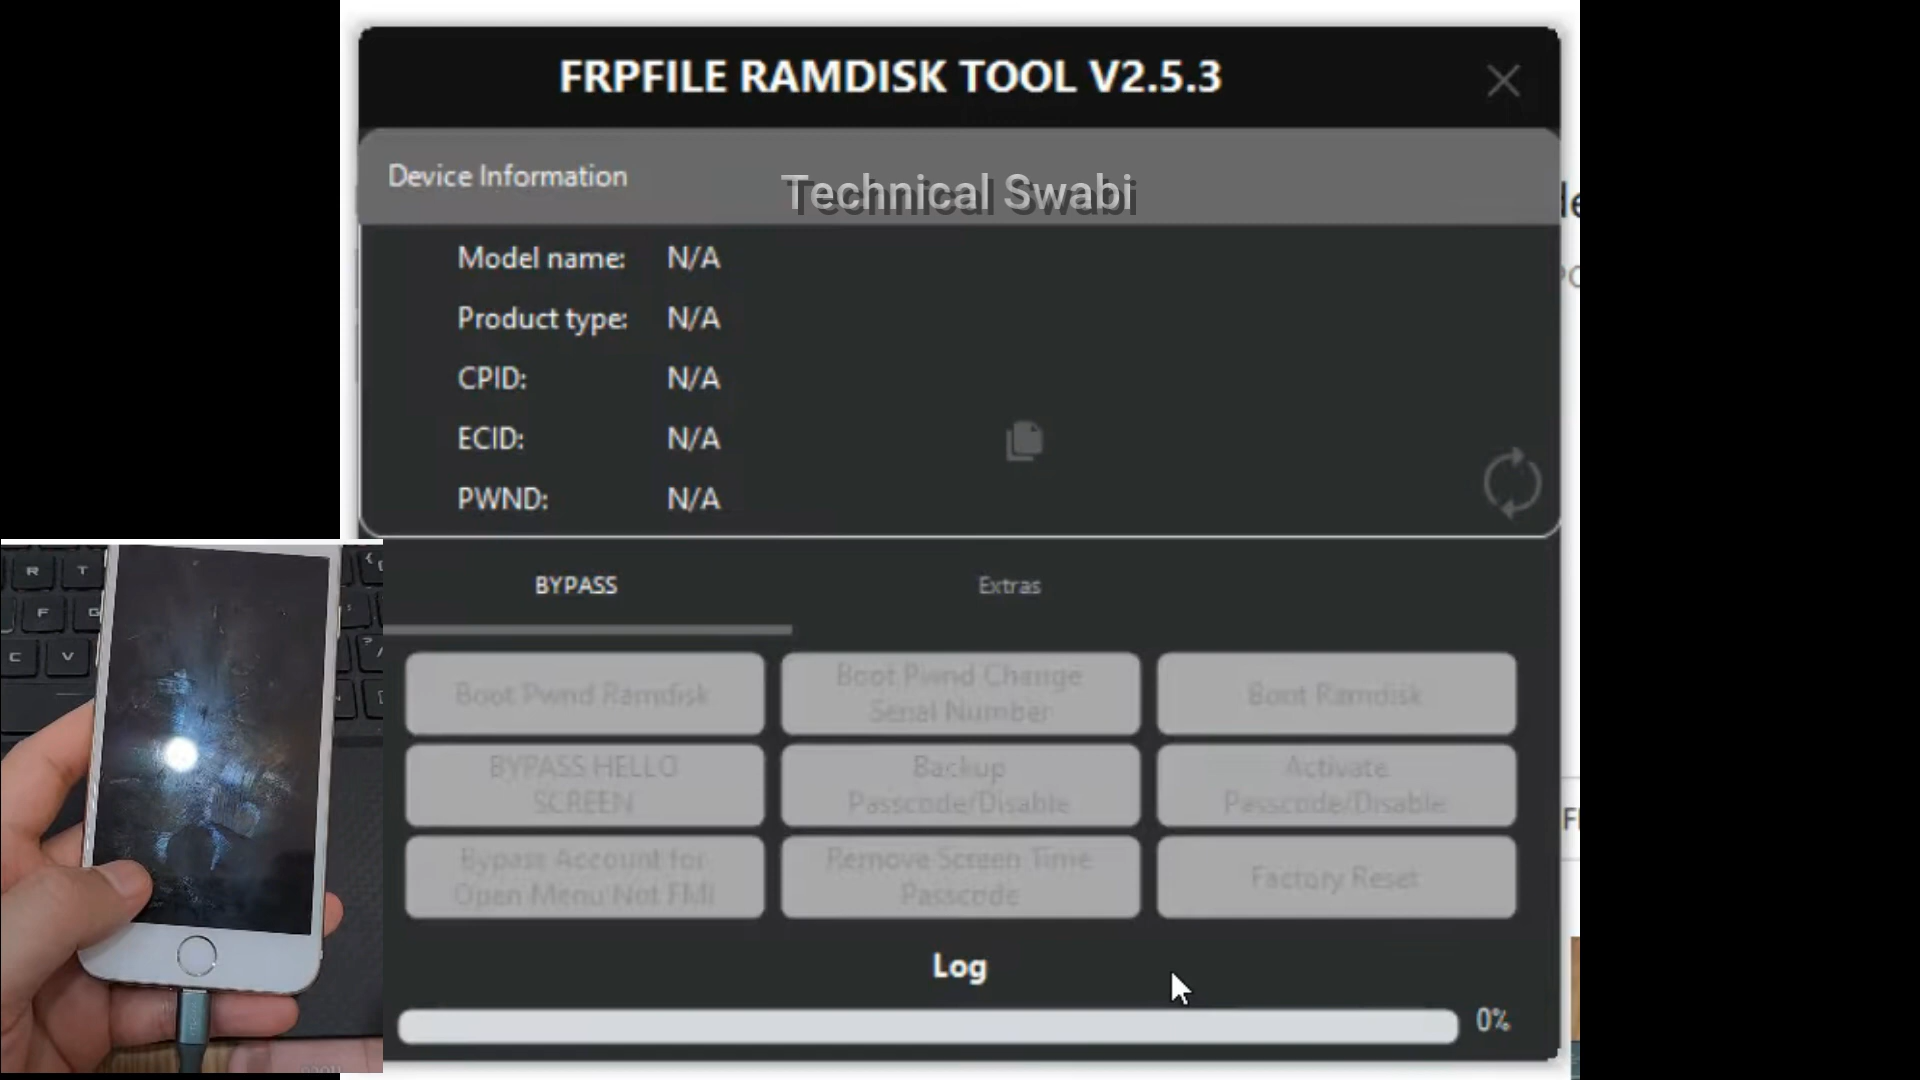 FRPFILE RAMDISK TOOL V2.5.3
Device Information
Technical Swabi
Model name: N/A
Product type: N/A
CPID: N/A
ECID: N/A
PWND: N/A
BYPASS Extras
Boot Pwnd Ramdisk
Boot Pwnd Change
Serial Number
Boot Ramdisk
BYPASS HELLO
SCREEN
Backup
Passcode/Disable
Activate
Passcode/Disable
Bypass Account for
Open Menu Not FMI
Remove Screen Time
Passcode
Factory Reset
Log
0%
R T
F G
C V